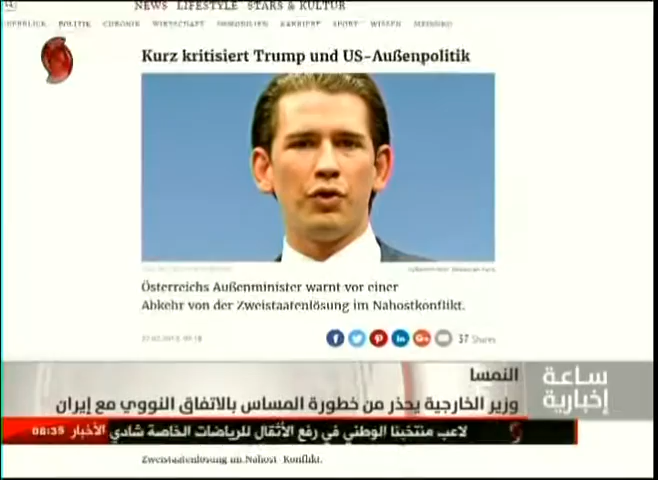 NEWS LIFESTYLE STARS & KULTUR
POLITIK CHRONIK WIRTSCHAFT IMMOBILIEN KARRIERE SPORT WISSEN
Kurz kritisiert Trump und US-Außenpolitik
Österreichs Außenminister warnt vor einer
Abkehr von der Zweistaatenlösung im Nahostkonflikt.
37 Shares
النمسا
وزير الخارجية يحذر من خطورة المساس بالاتفاق النووي مع إيران
ساعة
إخبارية
لاعب منتخبنا الوطني في رفع الأثقال للرياضات الخاصة شادي
الأخبار 08:35
Zweistaatenlösung im Nahost-Konflikt.